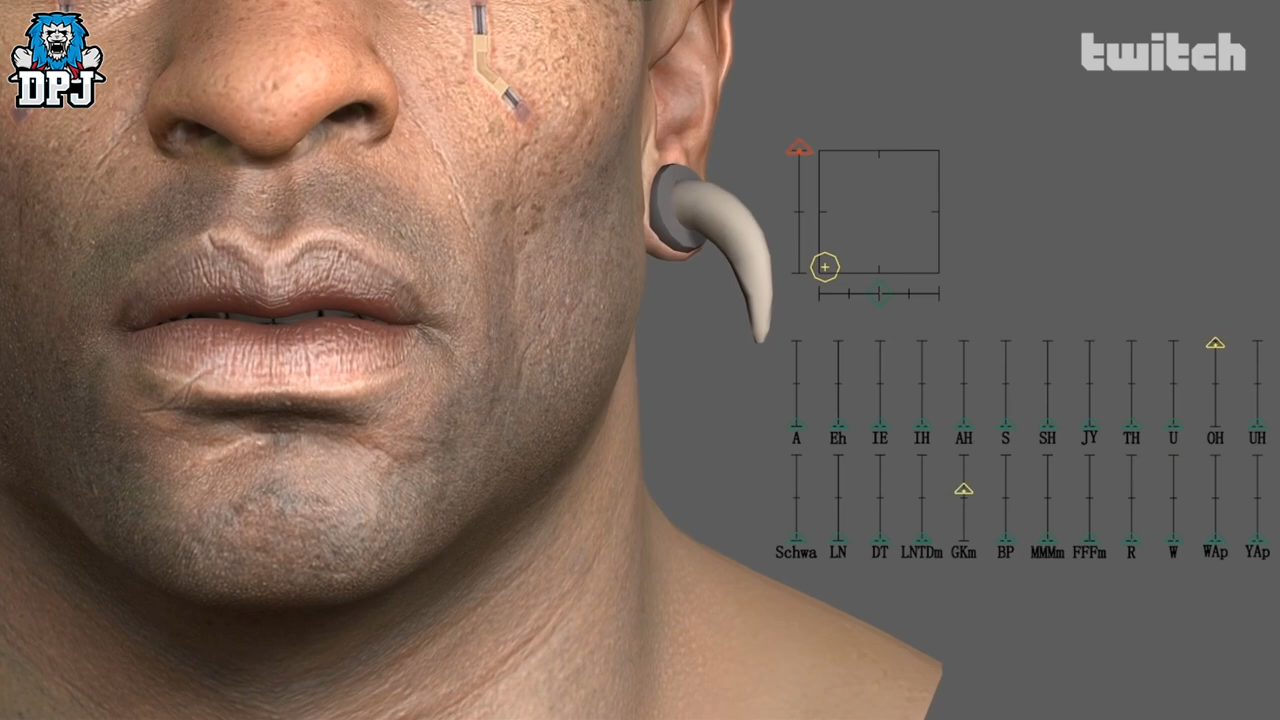 DPJ
twitch
A Eh IE IH AH S SH JY TH U OH UH
Schwa LN DT LNTDm GKm BP MMMm FFFm R W WAp YAp